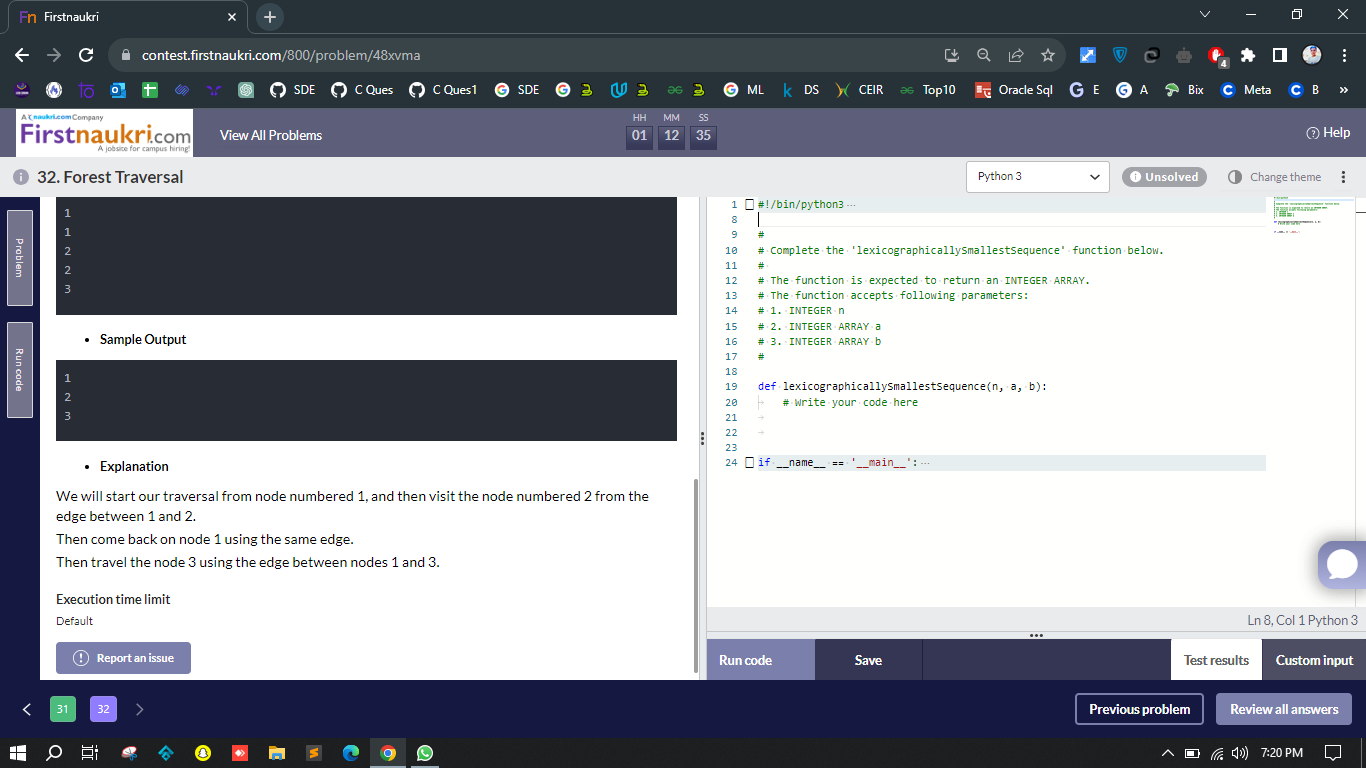 Fn Firstnaukri
contest.firstnaukri.com/800/problem/48xvma
4
SDE C Ques C Ques1 SDE ML k DS CEIR Top10 Oracle Sql E A Bix Meta B »
A naukri.com Company
Firstnaukri.com
A jobsite for campus hiring!
View All Problems
HH MM SS
01 12 35
Help
32. Forest Traversal
Python 3
Unsolved
Change theme
Problem
Run code
1
1
2
2
3
• Sample Output
1
2
3
• Explanation
We will start our traversal from node numbered 1, and then visit the node numbered 2 from the
edge between 1 and 2.
Then come back on node 1 using the same edge.
Then travel the node 3 using the edge between nodes 1 and 3.
Execution time limit
Default
Report an issue
1 #!/bin/python3 ···
8
9 #
10 # Complete the 'lexicographicallySmallestSequence' function below.
11 #
12 # The function is expected to return an INTEGER ARRAY.
13 # The function accepts following parameters:
14 # 1. INTEGER n
15 # 2. INTEGER ARRAY a
16 # 3. INTEGER ARRAY b
17 #
18
19 def lexicographicallySmallestSequence(n, a, b):
20 # Write your code here
21
22
23
24 if __name__ == '__main__': ···
Ln 8, Col 1 Python 3
Run code
Save
Test results
Custom input
31 32
Previous problem
Review all answers
7:20 PM